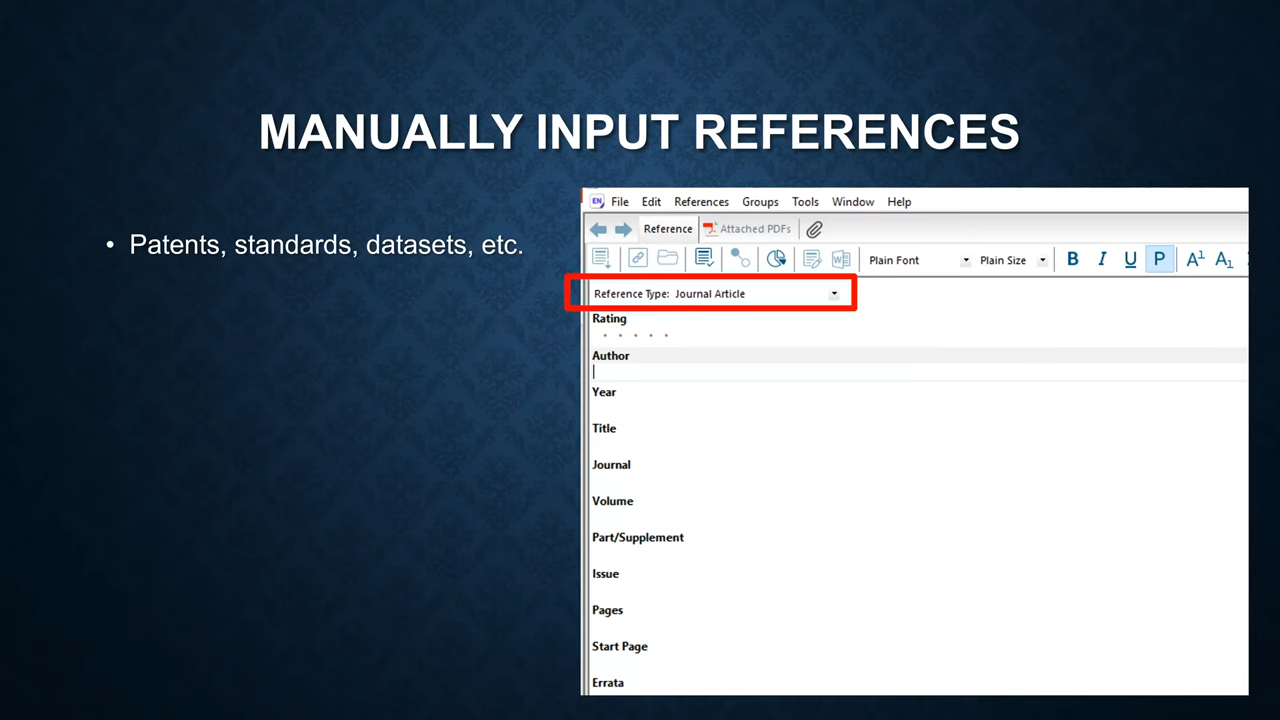 MANUALLY INPUT REFERENCES
• Patents, standards, datasets, etc.
EN File Edit References Groups Tools Window Help
Reference Attached PDFs
Plain Font Plain Size B I U P A1 A1
Reference Type: Journal Article
Rating
Author
Year
Title
Journal
Volume
Part/Supplement
Issue
Pages
Start Page
Errata